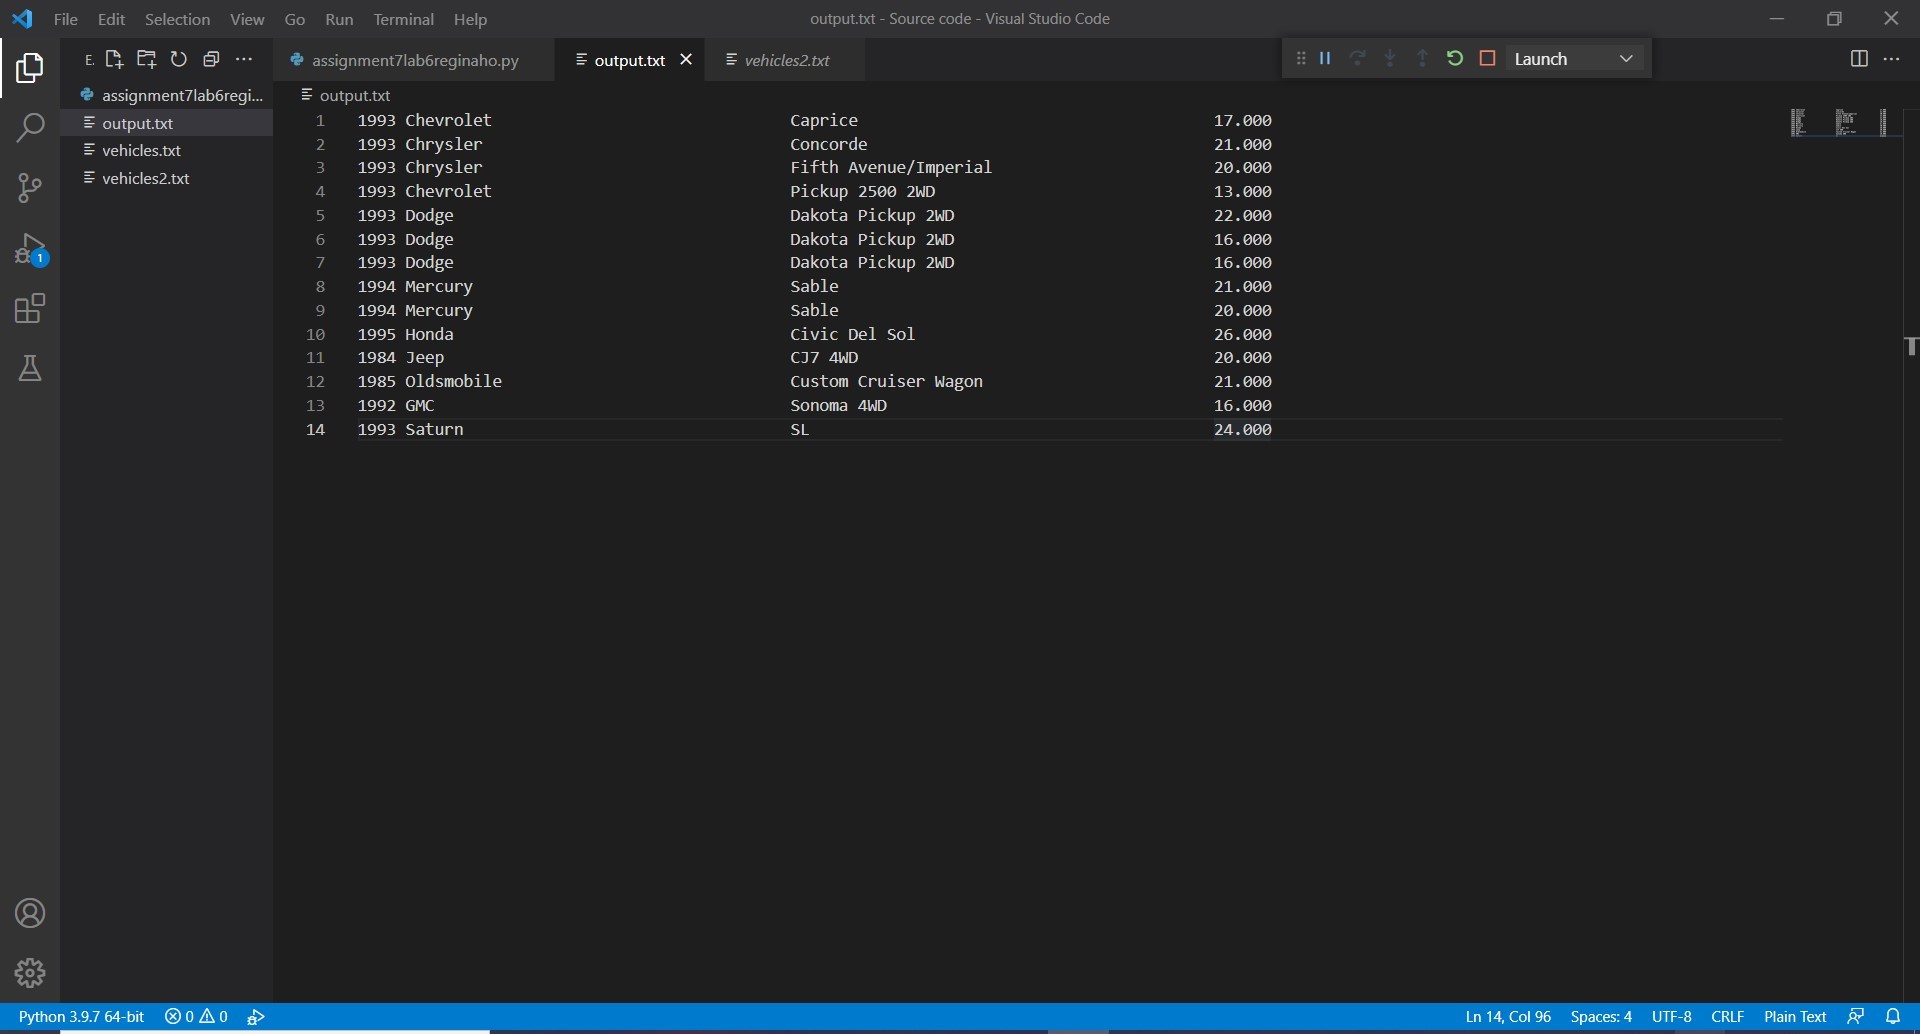 File Edit Selection View Go Run Terminal Help output.txt - Source code - Visual Studio Code
E. assignment7lab6reginaho.py output.txt vehicles2.txt Launch
assignment7lab6regi... output.txt
output.txt
vehicles.txt
vehicles2.txt
1 1993 Chevrolet Caprice 17.000
2 1993 Chrysler Concorde 21.000
3 1993 Chrysler Fifth Avenue/Imperial 20.000
4 1993 Chevrolet Pickup 2500 2WD 13.000
5 1993 Dodge Dakota Pickup 2WD 22.000
6 1993 Dodge Dakota Pickup 2WD 16.000
7 1993 Dodge Dakota Pickup 2WD 16.000
8 1994 Mercury Sable 21.000
9 1994 Mercury Sable 20.000
10 1995 Honda Civic Del Sol 26.000
11 1984 Jeep CJ7 4WD 20.000
12 1985 Oldsmobile Custom Cruiser Wagon 21.000
13 1992 GMC Sonoma 4WD 16.000
14 1993 Saturn SL 24.000
1
Python 3.9.7 64-bit 0 0 Ln 14, Col 96 Spaces: 4 UTF-8 CRLF Plain Text